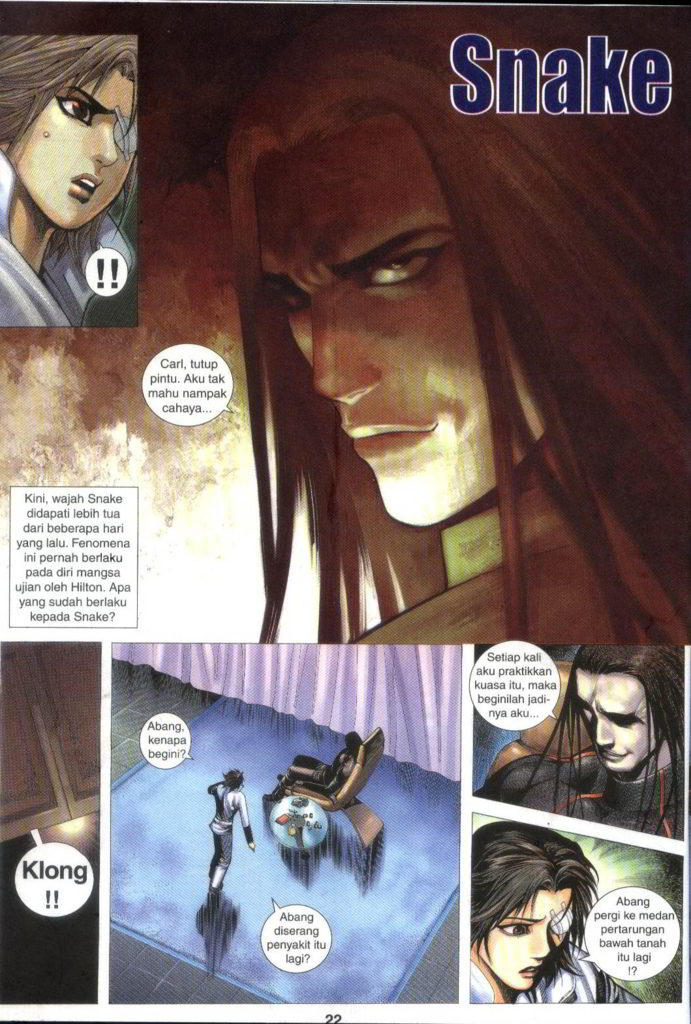 Snake
!!
Carl, tutup
pintu. Aku tak
mahu nampak
cahaya...
Kini, wajah Snake
didapati lebih tua
dari beberapa hari
yang lalu. Fenomena
ini pernah berlaku
pada diri mangsa
ujian oleh Hilton. Apa
yang sudah berlaku
kepada Snake?
Klong
!!
Abang,
kenapa
begini?
Abang
diserang
penyakit itu
lagi?
Setiap kali
aku praktikkan
kuasa itu, maka
beginilah jadi-
nya aku...
Abang
pergi ke medan
pertarungan
bawah tanah
itu lagi
!?
22